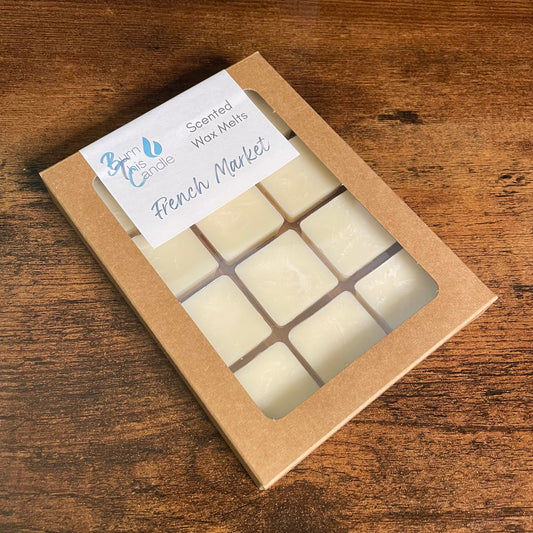 Burn
This
Candle
Scented
Wax Melts
French Market